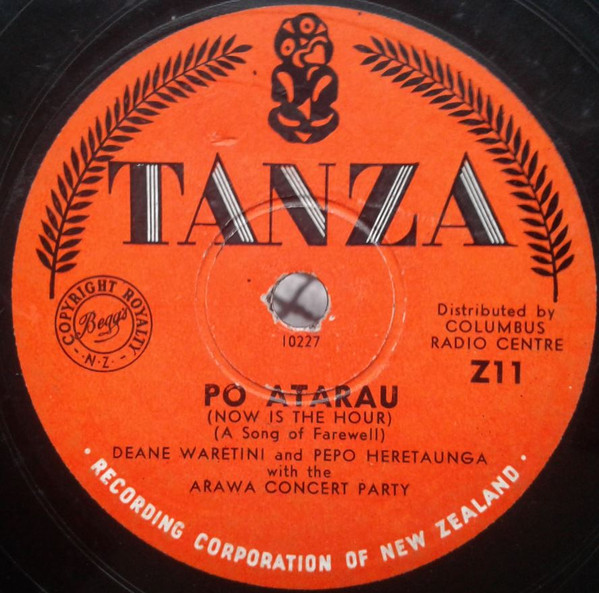 TANZA
COPYRIGHT ROYALTY
Begg's
·N·Z·
Distributed by
COLUMBUS
RADIO CENTRE
Z11
10227
PO ATARAU
(NOW IS THE HOUR)
(A Song of Farewell)
DEANE WARETINI and PEPO HERETAUNGA
with the
ARAWA CONCERT PARTY
· RECORDING CORPORATION OF NEW ZEALAND ·